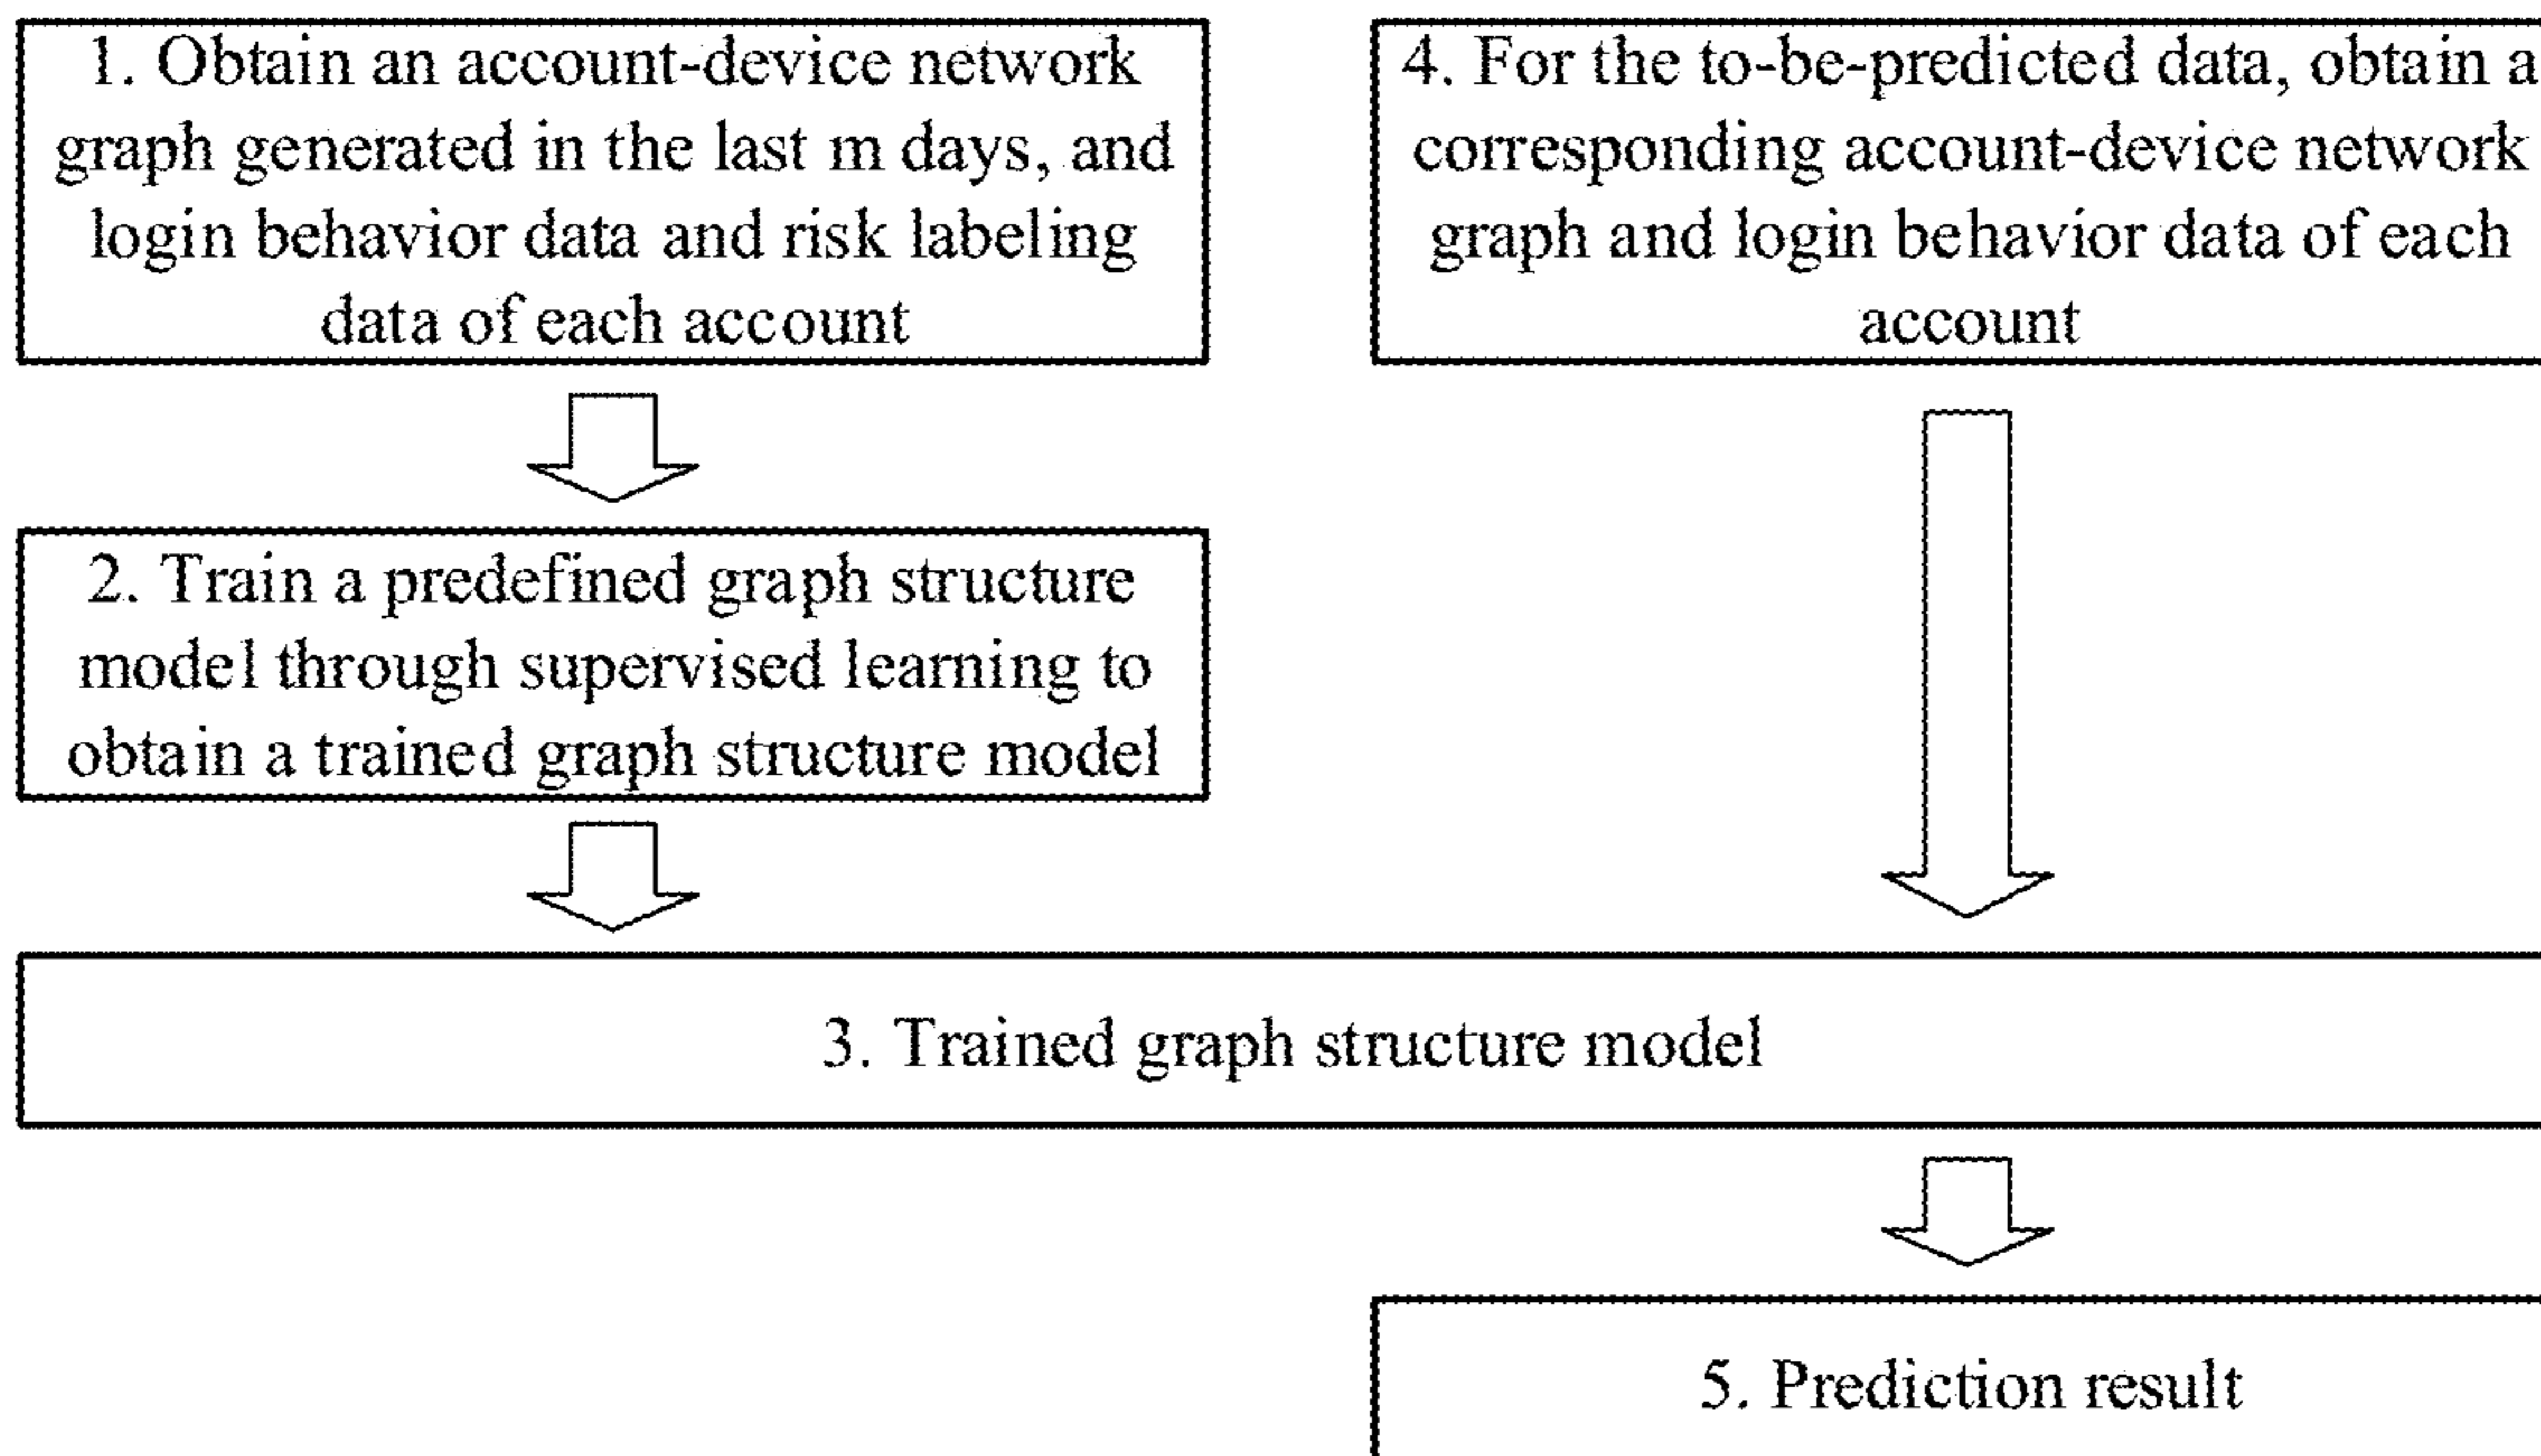 1. Obtain an account-device network
graph generated in the last m days, and
login behavior data and risk labeling
data of each account
2. Train a predefined graph structure
model through supervised learning to
obtain a trained graph structure model
3. Trained graph structure model
4. For the to-be-predicted data, obtain a
corresponding account-device network
graph and login behavior data of each
account
5. Prediction result